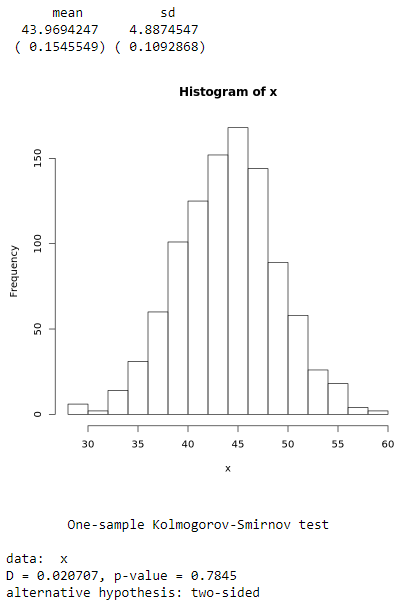 mean sd
43.9694247 4.8874547
( 0.1545549) ( 0.1092868)
Histogram of x
150
100
50
0
Frequency
30 35 40 45 50 55 60
x
One-sample Kolmogorov-Smirnov test
data: x
D = 0.020707, p-value = 0.7845
alternative hypothesis: two-sided